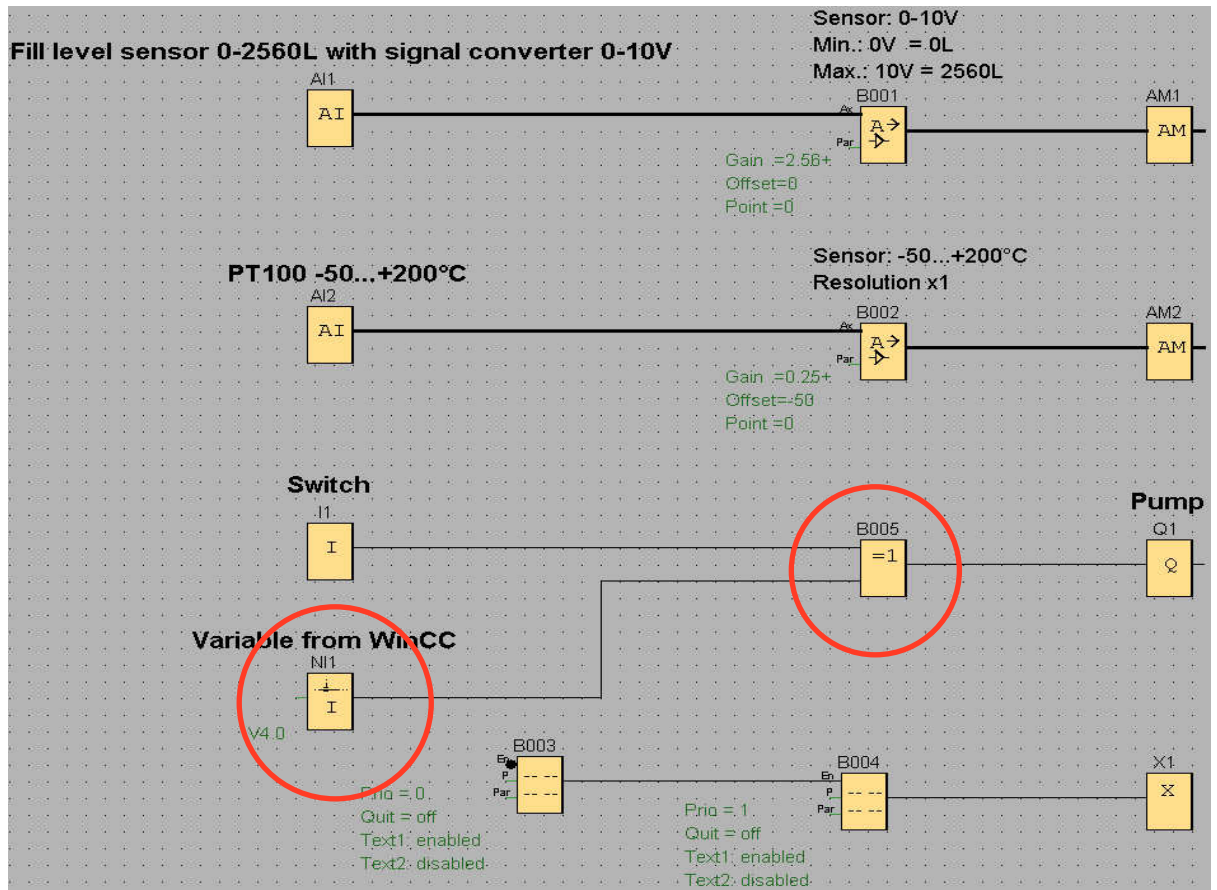 Sensor: 0-10V
Fill level sensor 0-2560L with signal converter 0-10V
Min.: 0V = 0L
Max.: 10V = 2560L
AI1
B001
AM1
AI
Ax
A→
AM
Par
Gain =2.56+
Offset=0
Point =0
PT100 -50...+200°C
Sensor: -50...+200°C
Resolution x1
AI2
B002
AM2
AI
Ax
A→
AM
Par
Gain =0.25+
Offset=-50
Point =0
Switch
Pump
I1
B005
Q1
I
=1
Q
Variable from WinCC
NI1
I
V4.0
B003
En
P
Par
Prio = 0
Quit = off
Text1: enabled
Text2: disabled
B004
En
P
Par
Prio = 1
Quit = off
Text1: enabled
Text2: disabled
X1
X